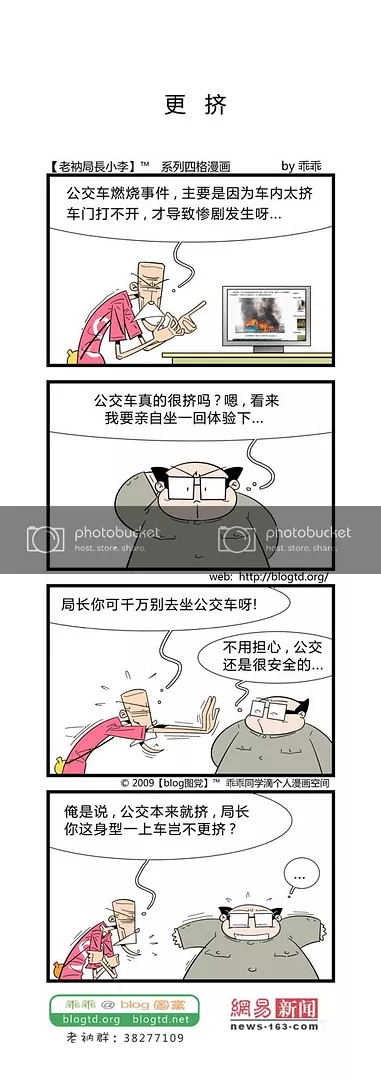 更 挤
【老衲局長小李】™ 系列四格漫画 by 乖乖
公交车燃烧事件，主要是因为车内太挤
车门打不开，才导致惨剧发生呀...
公交车真的很挤吗？嗯，看来
我要亲自坐一回体验下...
photobucket
host. store. share.
photobucket
host. store. share.
web: http://blogtd.org/
局长你可千万别去坐公交车呀!
不用担心，公交
还是很安全的...
© 2009【blog图党】™ 乖乖同学滴个人漫画空间
俺是说，公交本来就挤，局长
你这身型一上车岂不更挤？
...
乖乖@blog圖黨
blogtd.org blogtd.net
老衲群: 38277109
網易 新闻
news·163·com